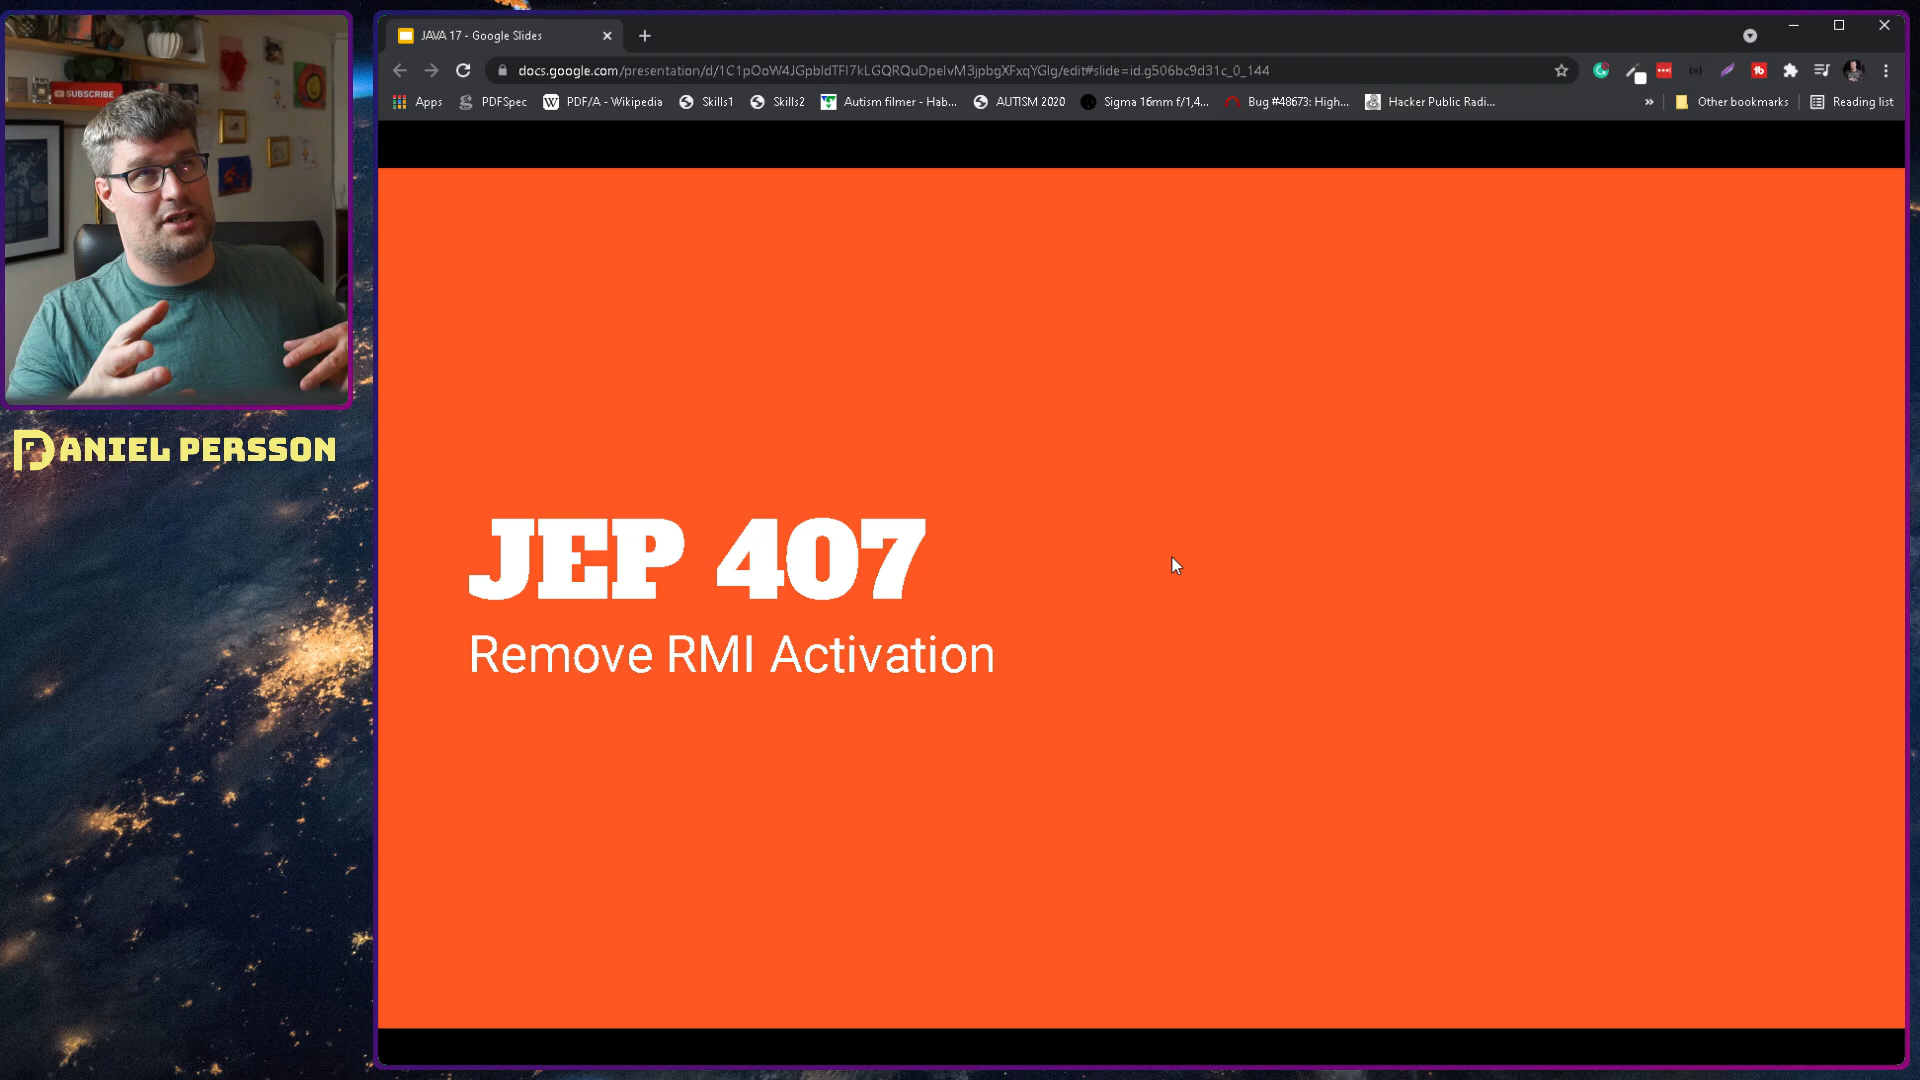 SUBSCRIBE
DANIEL PERSSON
JAVA 17 - Google Slides
docs.google.com/presentation/d/1C1pOoW4JGpbIdTFI7kLGQRQuDpeIvM3jpbgXFxqYGlg/edit#slide=id.g506bc9d31c_0_144
Apps PDFSpec PDF/A - Wikipedia Skills1 Skills2 Autism filmer - Hab... AUTISM 2020 Sigma 16mm f/1,4... Bug #48673: High... Hacker Public Radi... » Other bookmarks Reading list
JEP 407
Remove RMI Activation